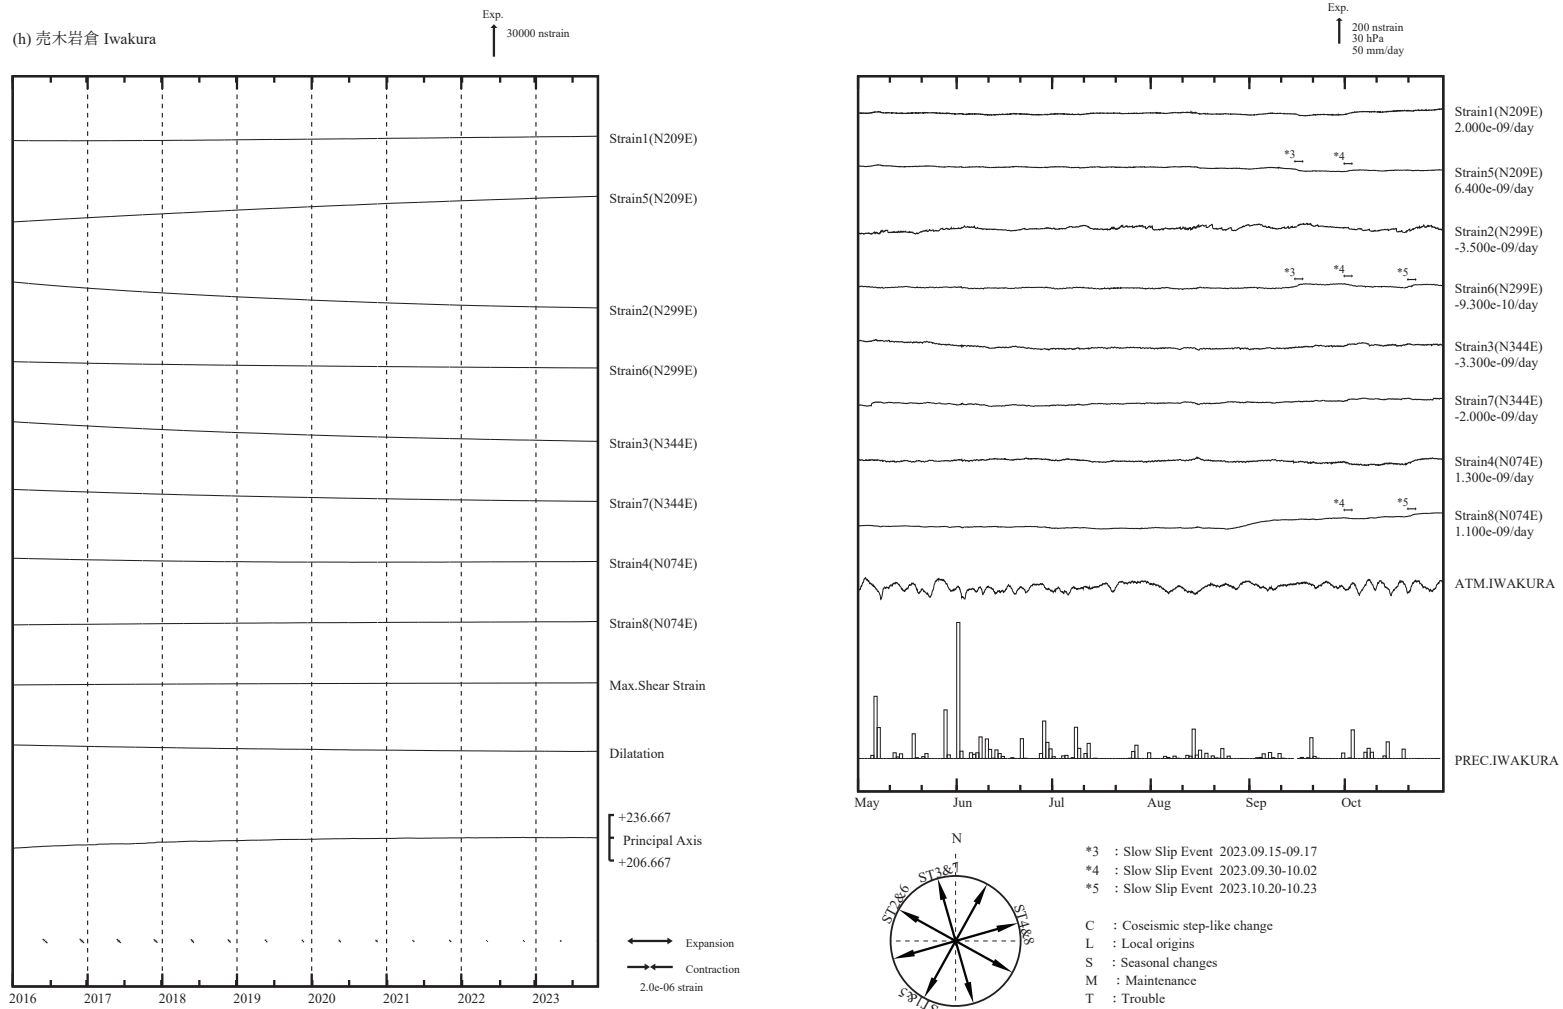 (h) 売木岩倉 Iwakura
Exp.
30000 nstrain
Strain1(N209E)
Strain5(N209E)
Strain2(N299E)
Strain6(N299E)
Strain3(N344E)
Strain7(N344E)
Strain4(N074E)
Strain8(N074E)
Max.Shear Strain
Dilatation
+236.667
Principal Axis
+206.667
Expansion
Contraction
2.0e-06 strain
2016 2017 2018 2019 2020 2021 2022 2023
Exp.
200 nstrain
30 hPa
50 mm/day
Strain1(N209E)
2.000e-09/day
*3 *4
Strain5(N209E)
6.400e-09/day
Strain2(N299E)
-3.500e-09/day
*3 *4 *5
Strain6(N299E)
-9.300e-10/day
Strain3(N344E)
-3.300e-09/day
Strain7(N344E)
-2.000e-09/day
Strain4(N074E)
1.300e-09/day
*4 *5
Strain8(N074E)
1.100e-09/day
ATM.IWAKURA
PREC.IWAKURA
May Jun Jul Aug Sep Oct
N
ST3&7
ST2&6
ST4&8
ST1&5
*3 : Slow Slip Event 2023.09.15-09.17
*4 : Slow Slip Event 2023.09.30-10.02
*5 : Slow Slip Event 2023.10.20-10.23
C : Coseismic step-like change
L : Local origins
S : Seasonal changes
M : Maintenance
T : Trouble